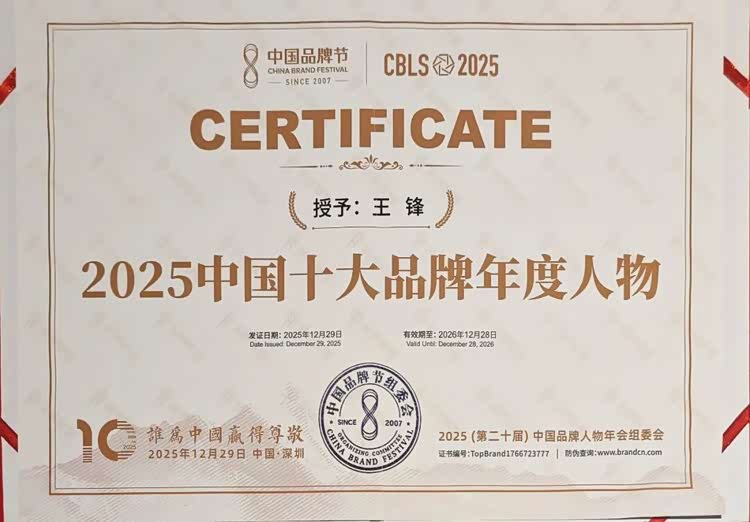 中国品牌节
CHINA BRAND FESTIVAL
SINCE 2007
CBLS 2025
CERTIFICATE
授予：王 锋
2025中国十大品牌年度人物
发证日期：2025年12月29日
Date Issued: December 29, 2025
有效期至：2026年12月28日
Valid Until: December 28, 2026
中国品牌节组委会
SINCE 2007
ORGANIZING COMMITTEE
CHINA BRAND FESTIVAL
誰為中國贏得尊敬
2025年12月29日 中国·深圳
2025 (第二十届) 中国品牌人物年会组委会
证书编号：TopBrand1766723777 | 防伪查询：www.brandcn.com